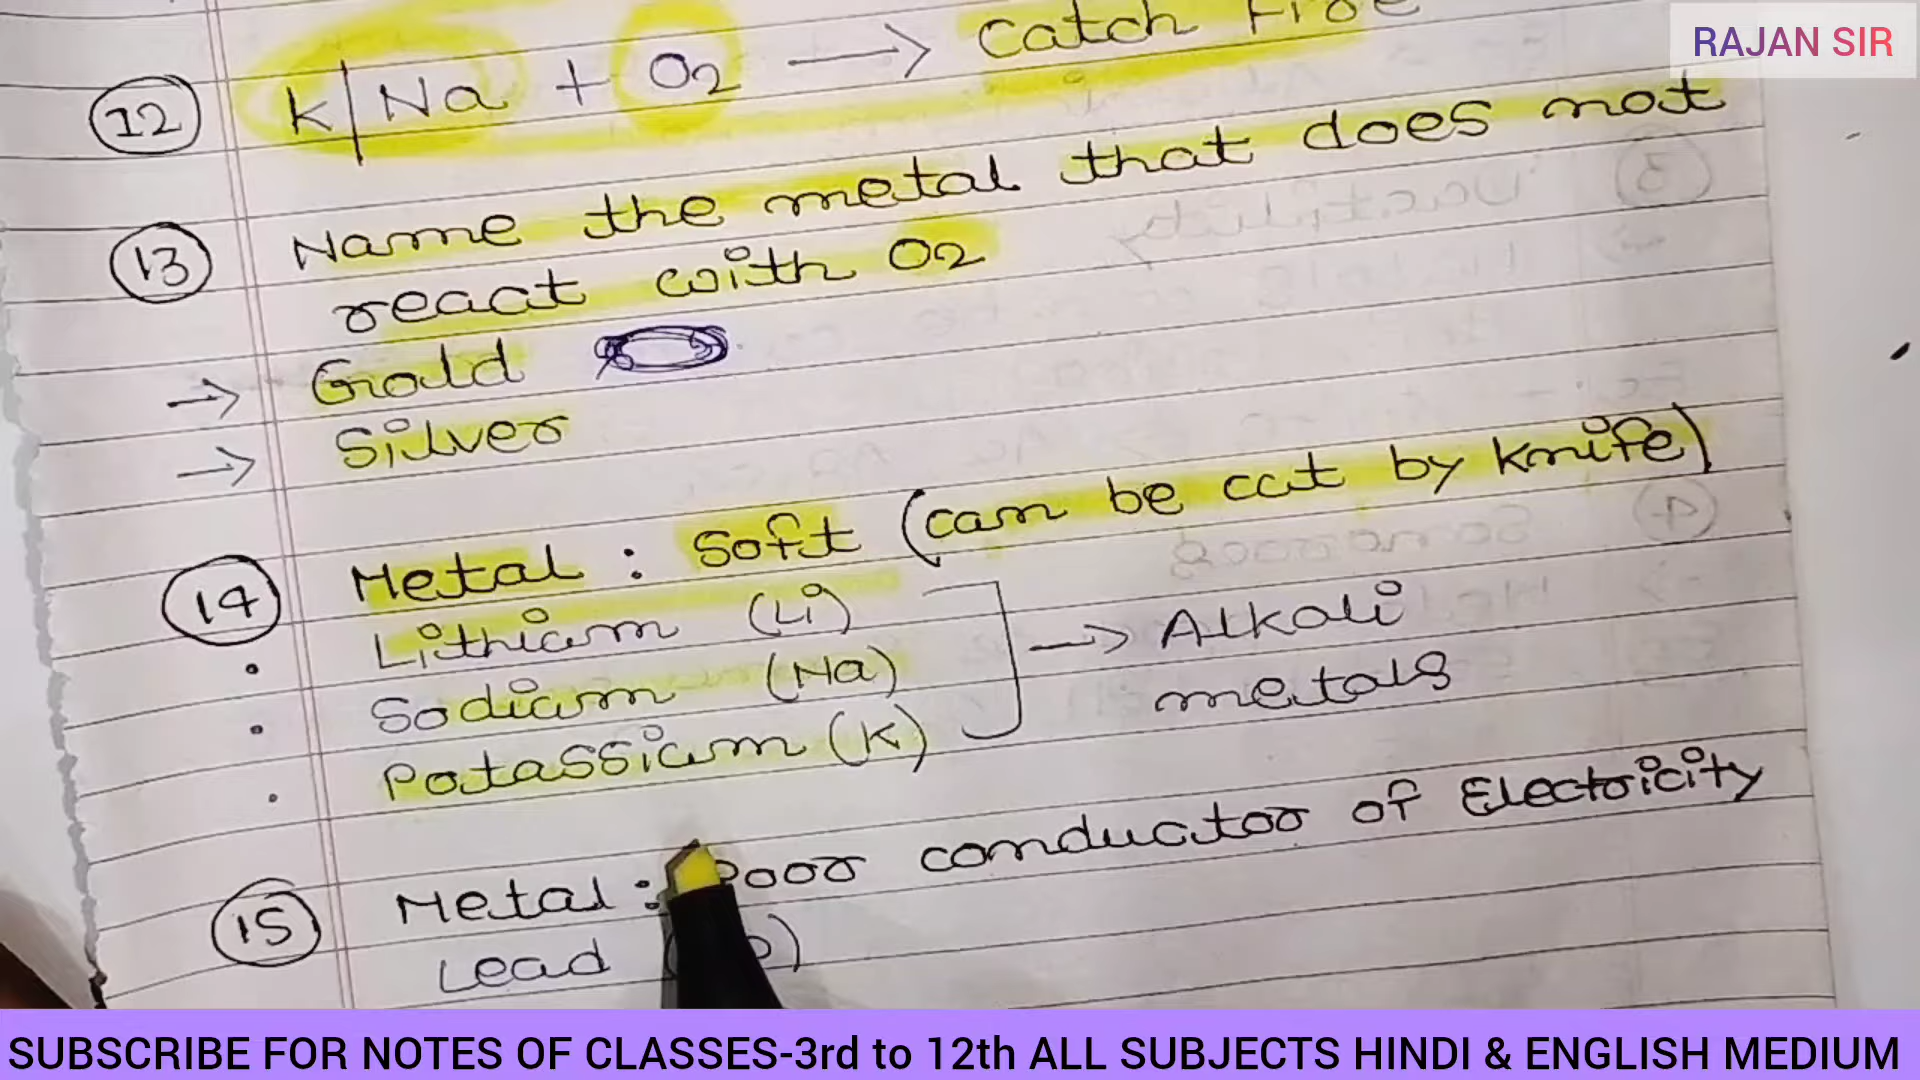 RAJAN SIR
12 K|Na + O2 → Catch Fire
13 Name the metal that does not
react with O2
→ Gold
→ Silver
14 Metal : Soft (can be cut by knife)
• Lithium (Li)
• Sodium (Na)
• Potassium (K)
→ Alkali
metals
15 Metal : Poor conductor of Electricity
Lead
SUBSCRIBE FOR NOTES OF CLASSES-3rd to 12th ALL SUBJECTS HINDI & ENGLISH MEDIUM